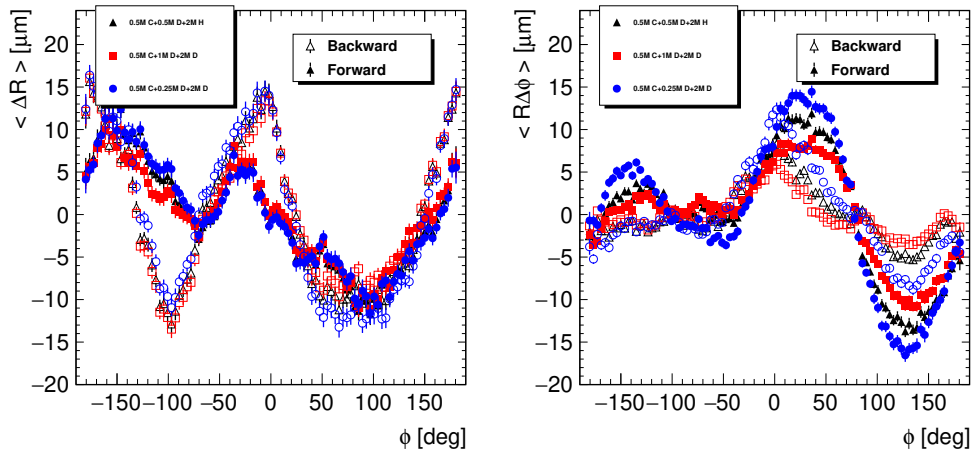 0.5M C+0.5M D+2M H
0.5M C+1M D+2M D
0.5M C+0.25M D+2M D
Backward
Forward
< ΔR > [μm]
20
15
10
5
0
−5
−10
−15
−20
−150 −100 −50 0 50 100 150
ϕ [deg]
0.5M C+0.5M D+2M H
0.5M C+1M D+2M D
0.5M C+0.25M D+2M D
Backward
Forward
< RΔϕ > [μm]
20
15
10
5
0
−5
−10
−15
−20
−150 −100 −50 0 50 100 150
ϕ [deg]